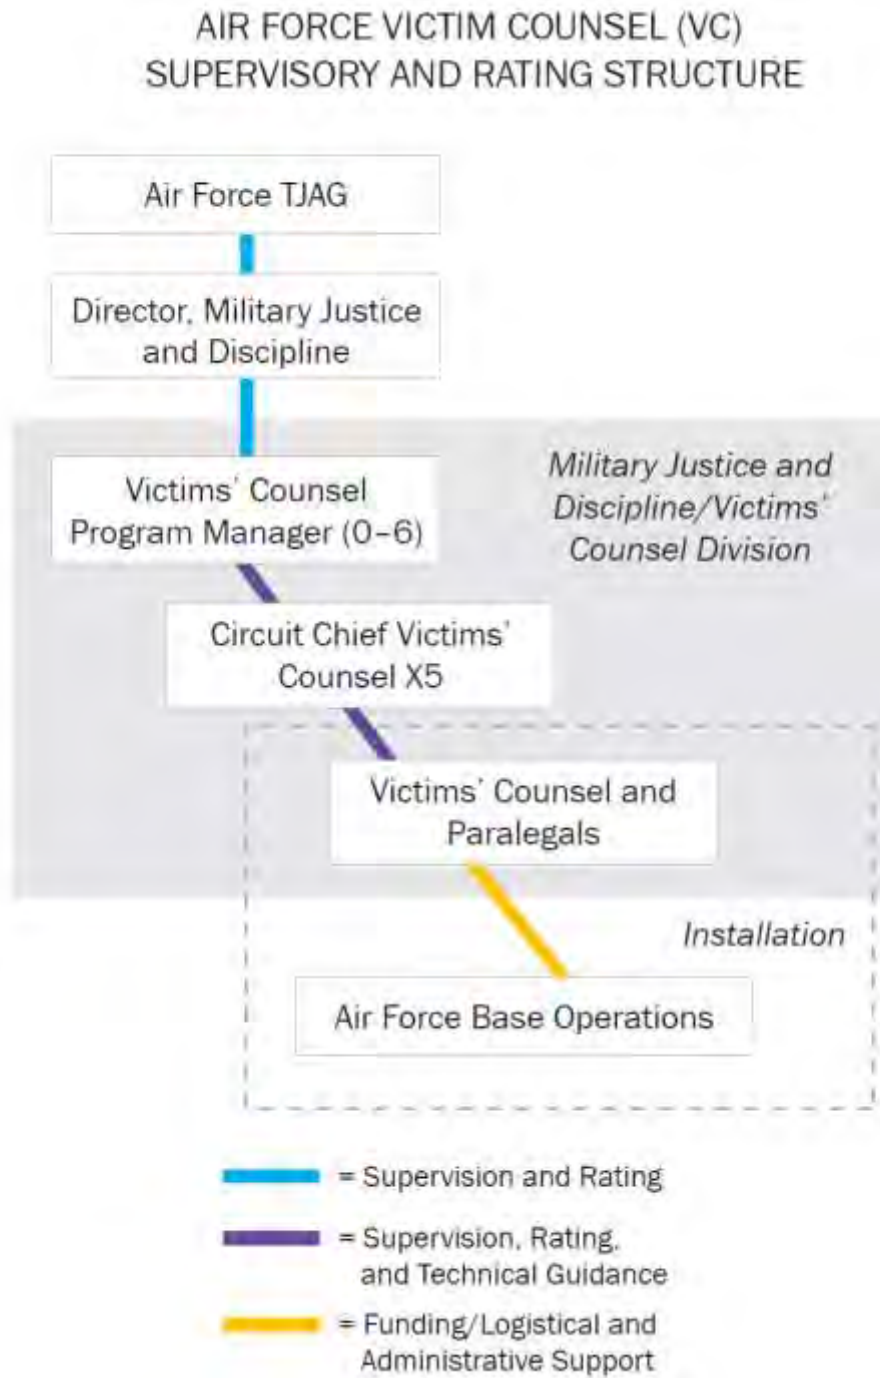 AIR FORCE VICTIM COUNSEL (VC)
SUPERVISORY AND RATING STRUCTURE
Air Force TJAG
Director, Military Justice
and Discipline
Military Justice and
Discipline/Victims'
Counsel Division
Victims' Counsel
Program Manager (0–6)
Circuit Chief Victims'
Counsel X5
Victims' Counsel and
Paralegals
Installation
Air Force Base Operations
= Supervision and Rating
= Supervision, Rating,
and Technical Guidance
= Funding/Logistical and
Administrative Support